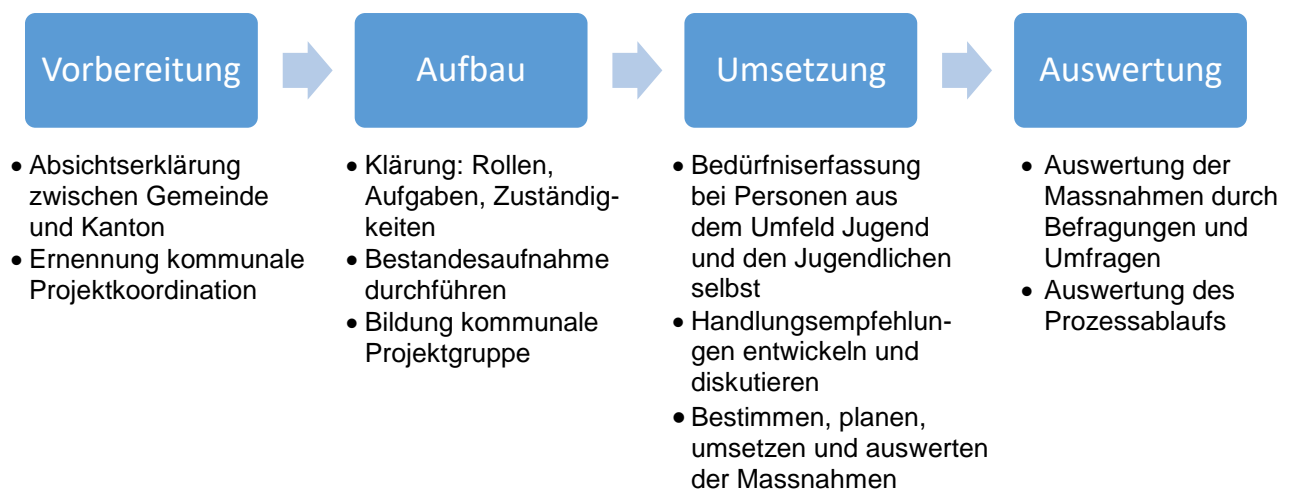 Vorbereitung
Aufbau
Umsetzung
Auswertung
• Absichtserklärung
zwischen Gemeinde
und Kanton
• Ernennung kommunale
Projektkoordination
• Klärung: Rollen,
Aufgaben, Zuständig-
keiten
• Bestandesaufnahme
durchführen
• Bildung kommunale
Projektgruppe
• Bedürfniserfassung
bei Personen aus
dem Umfeld Jugend
und den Jugendlichen
selbst
• Handlungsempfehlun-
gen entwickeln und
diskutieren
• Bestimmen, planen,
umsetzen und auswerten
der Massnahmen
• Auswertung der
Massnahmen durch
Befragungen und
Umfragen
• Auswertung des
Prozessablaufs